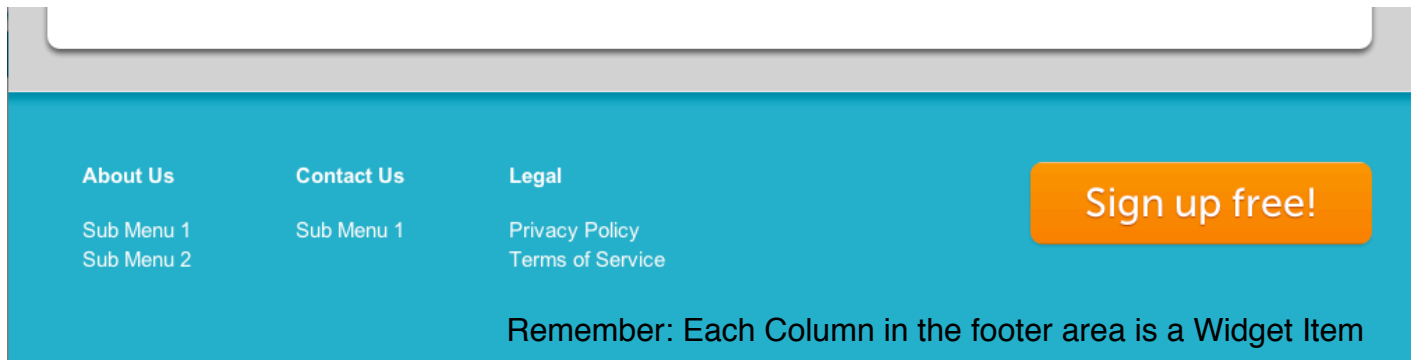 About Us
Contact Us
Legal
Sign up free!
Sub Menu 1
Sub Menu 1
Privacy Policy
Sub Menu 2
Terms of Service
Remember: Each Column in the footer area is a Widget Item